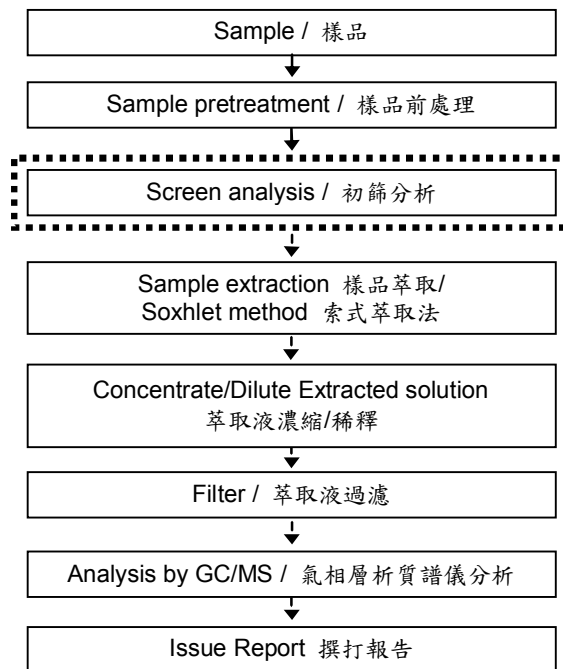 Sample / 樣品
Sample pretreatment / 樣品前處理
Screen analysis / 初篩分析
Sample extraction 樣品萃取/
Soxhlet method 索式萃取法
Concentrate/Dilute Extracted solution
萃取液濃縮/稀釋
Filter / 萃取液過濾
Analysis by GC/MS / 氣相層析質譜儀分析
Issue Report 撰打報告